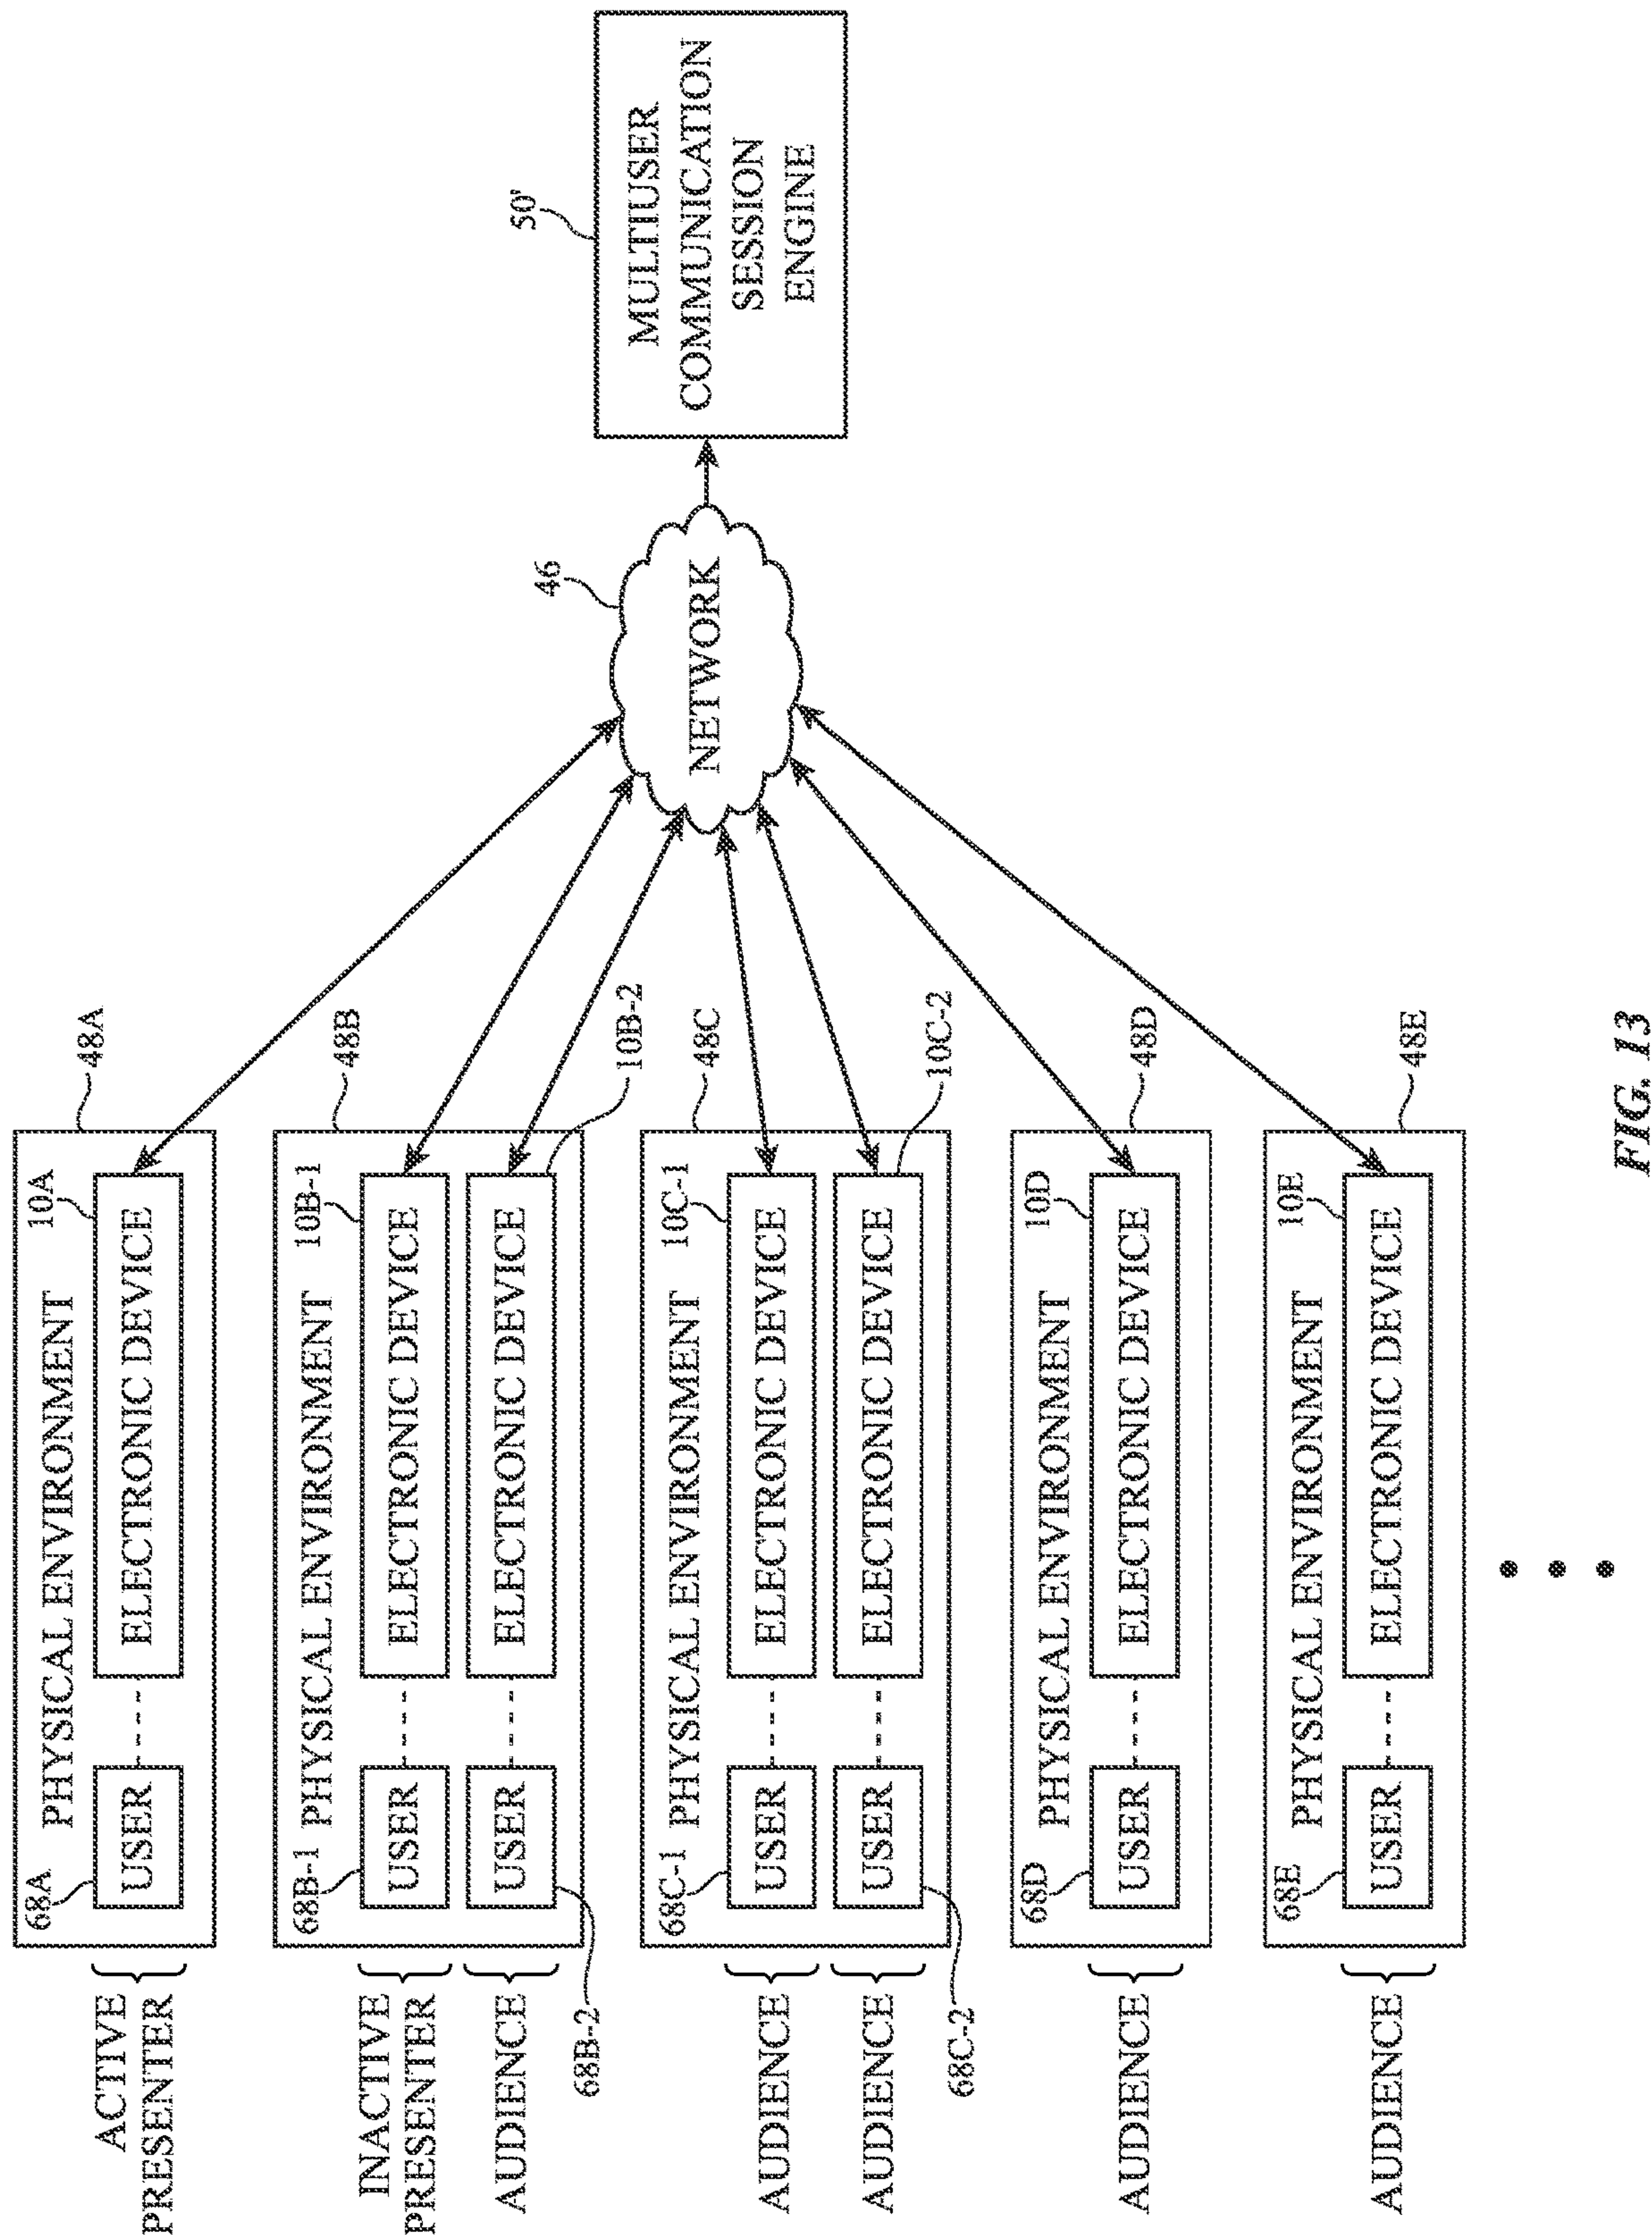 ACTIVE
PRESENTER
68A
USER
PHYSICAL ENVIRONMENT
10A
ELECTRONIC DEVICE
48A
INACTIVE
PRESENTER
68B-1
USER
PHYSICAL ENVIRONMENT
10B-1
ELECTRONIC DEVICE
48B
AUDIENCE
68B-2
USER
ELECTRONIC DEVICE
10B-2
AUDIENCE
68C-1
USER
PHYSICAL ENVIRONMENT
10C-1
ELECTRONIC DEVICE
48C
AUDIENCE
68C-2
USER
ELECTRONIC DEVICE
10C-2
AUDIENCE
68D
USER
PHYSICAL ENVIRONMENT
10D
ELECTRONIC DEVICE
48D
AUDIENCE
68E
USER
PHYSICAL ENVIRONMENT
10E
ELECTRONIC DEVICE
48E
46
NETWORK
50'
MULTIUSER
COMMUNICATION
SESSION
ENGINE
FIG. 13